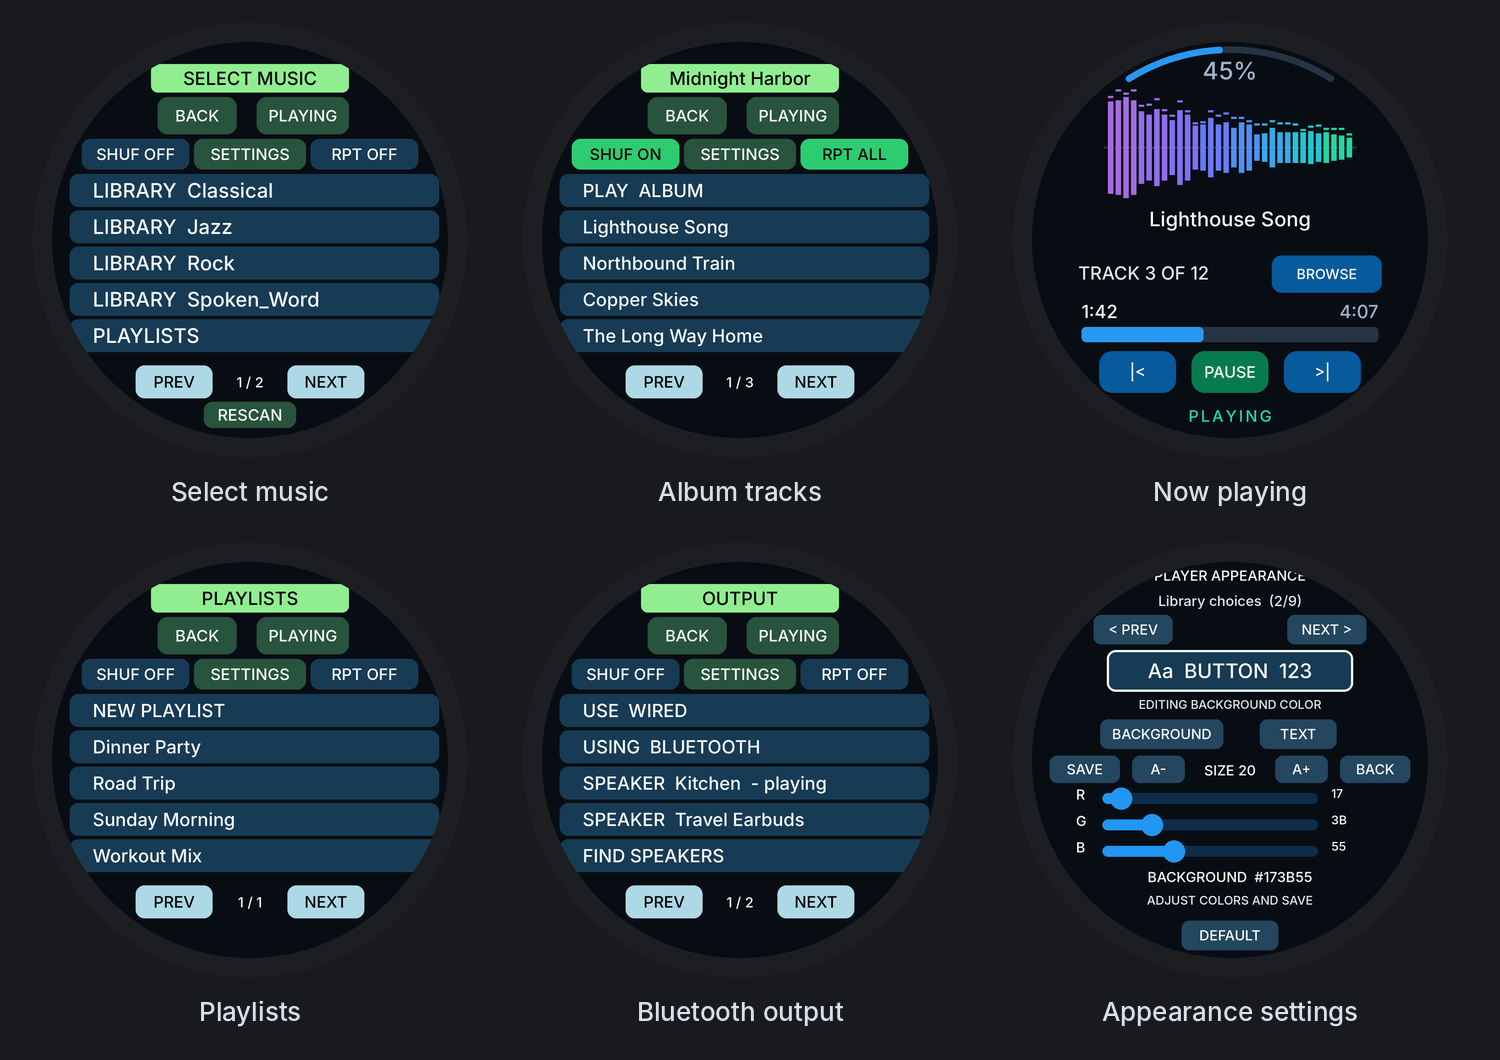 SELECT MUSIC
BACK PLAYING
SHUF OFF SETTINGS RPT OFF
LIBRARY Classical
LIBRARY Jazz
LIBRARY Rock
LIBRARY Spoken_Word
PLAYLISTS
PREV 1 / 2 NEXT
RESCAN
Select music
Midnight Harbor
BACK PLAYING
SHUF ON SETTINGS RPT ALL
PLAY ALBUM
Lighthouse Song
Northbound Train
Copper Skies
The Long Way Home
PREV 1 / 3 NEXT
Album tracks
45%
Lighthouse Song
TRACK 3 OF 12 BROWSE
1:42 4:07
|< PAUSE >|
PLAYING
Now playing
PLAYLISTS
BACK PLAYING
SHUF OFF SETTINGS RPT OFF
NEW PLAYLIST
Dinner Party
Road Trip
Sunday Morning
Workout Mix
PREV 1 / 1 NEXT
Playlists
OUTPUT
BACK PLAYING
SHUF OFF SETTINGS RPT OFF
USE WIRED
USING BLUETOOTH
SPEAKER Kitchen - playing
SPEAKER Travel Earbuds
FIND SPEAKERS
PREV 1 / 2 NEXT
Bluetooth output
PLAYER APPEARANCE
Library choices (2/9)
< PREV NEXT >
Aa BUTTON 123
EDITING BACKGROUND COLOR
BACKGROUND TEXT
SAVE A- SIZE 20 A+ BACK
R 17
G 3B
B 55
BACKGROUND #173B55
ADJUST COLORS AND SAVE
DEFAULT
Appearance settings